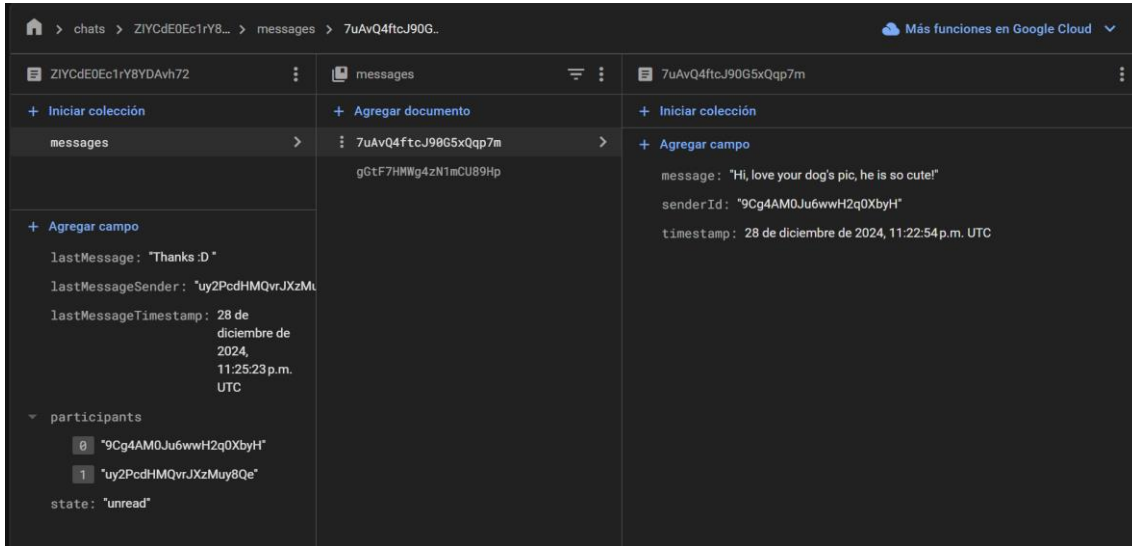 chats > ZIYCdE0Ec1rY8... > messages > 7uAvQ4ftcJ90G..
Más funciones en Google Cloud
ZIYCdE0Ec1rY8YDAvh72
+ Iniciar colección
messages
+ Agregar campo
lastMessage: "Thanks :D "
lastMessageSender: "uy2PcdHMQvrJXzMu
lastMessageTimestamp: 28 de
diciembre de
2024,
11:25:23 p.m.
UTC
participants
0 "9Cg4AM0Ju6wwH2q0XbyH"
1 "uy2PcdHMQvrJXzMuy8Qe"
state: "unread"
messages
+ Agregar documento
7uAvQ4ftcJ90G5xQqp7m
gGtF7HMWg4zN1mCU89Hp
7uAvQ4ftcJ90G5xQqp7m
+ Iniciar colección
+ Agregar campo
message: "Hi, love your dog's pic, he is so cute!"
senderId: "9Cg4AM0Ju6wwH2q0XbyH"
timestamp: 28 de diciembre de 2024, 11:22:54 p.m. UTC